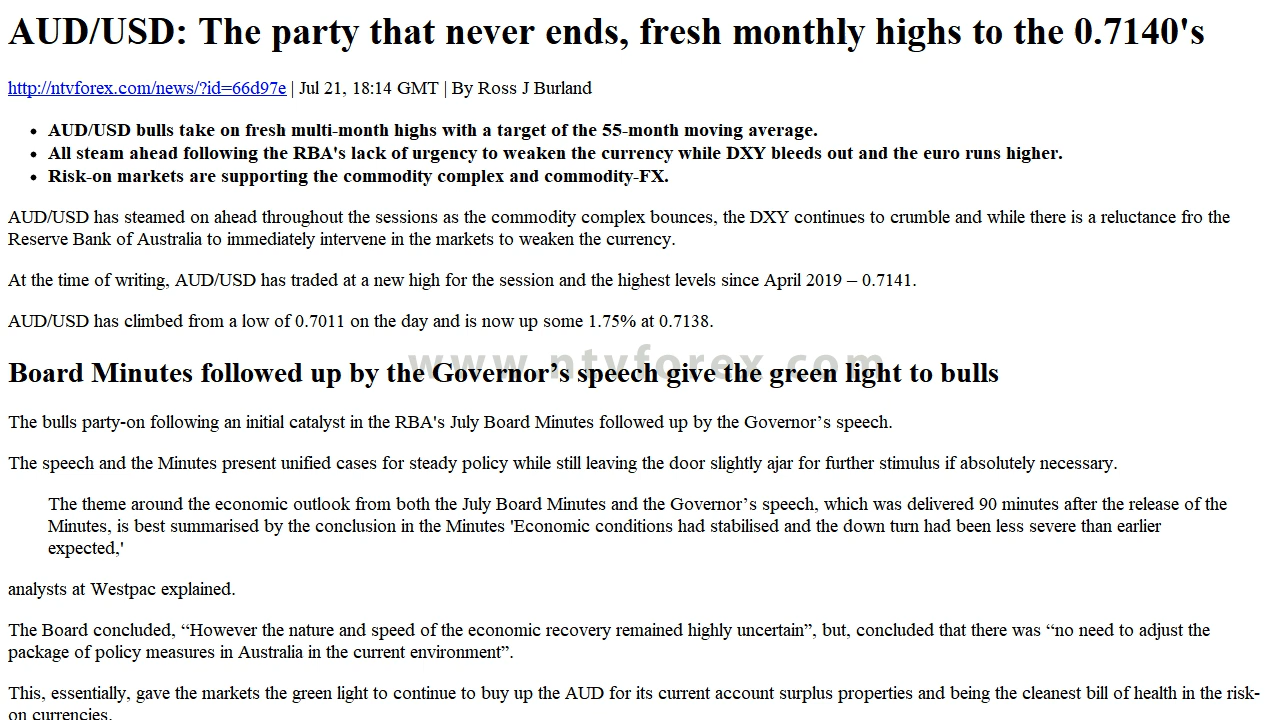 AUD/USD: The party that never ends, fresh monthly highs to the 0.7140's
http://ntvforex.com/news/?id=66d97e | Jul 21, 18:14 GMT | By Ross J Burland
• AUD/USD bulls take on fresh multi-month highs with a target of the 55-month moving average.
• All steam ahead following the RBA's lack of urgency to weaken the currency while DXY bleeds out and the euro runs higher.
• Risk-on markets are supporting the commodity complex and commodity-FX.
AUD/USD has steamed on ahead throughout the sessions as the commodity complex bounces, the DXY continues to crumble and while there is a reluctance fro the
Reserve Bank of Australia to immediately intervene in the markets to weaken the currency.
At the time of writing, AUD/USD has traded at a new high for the session and the highest levels since April 2019 – 0.7141.
AUD/USD has climbed from a low of 0.7011 on the day and is now up some 1.75% at 0.7138.
www.ntvforex.com
Board Minutes followed up by the Governor’s speech give the green light to bulls
The bulls party-on following an initial catalyst in the RBA's July Board Minutes followed up by the Governor’s speech.
The speech and the Minutes present unified cases for steady policy while still leaving the door slightly ajar for further stimulus if absolutely necessary.
The theme around the economic outlook from both the July Board Minutes and the Governor’s speech, which was delivered 90 minutes after the release of the
Minutes, is best summarised by the conclusion in the Minutes 'Economic conditions had stabilised and the down turn had been less severe than earlier
expected,'
analysts at Westpac explained.
The Board concluded, “However the nature and speed of the economic recovery remained highly uncertain”, but, concluded that there was “no need to adjust the
package of policy measures in Australia in the current environment”.
This, essentially, gave the markets the green light to continue to buy up the AUD for its current account surplus properties and being the cleanest bill of health in the risk-
on currencies.